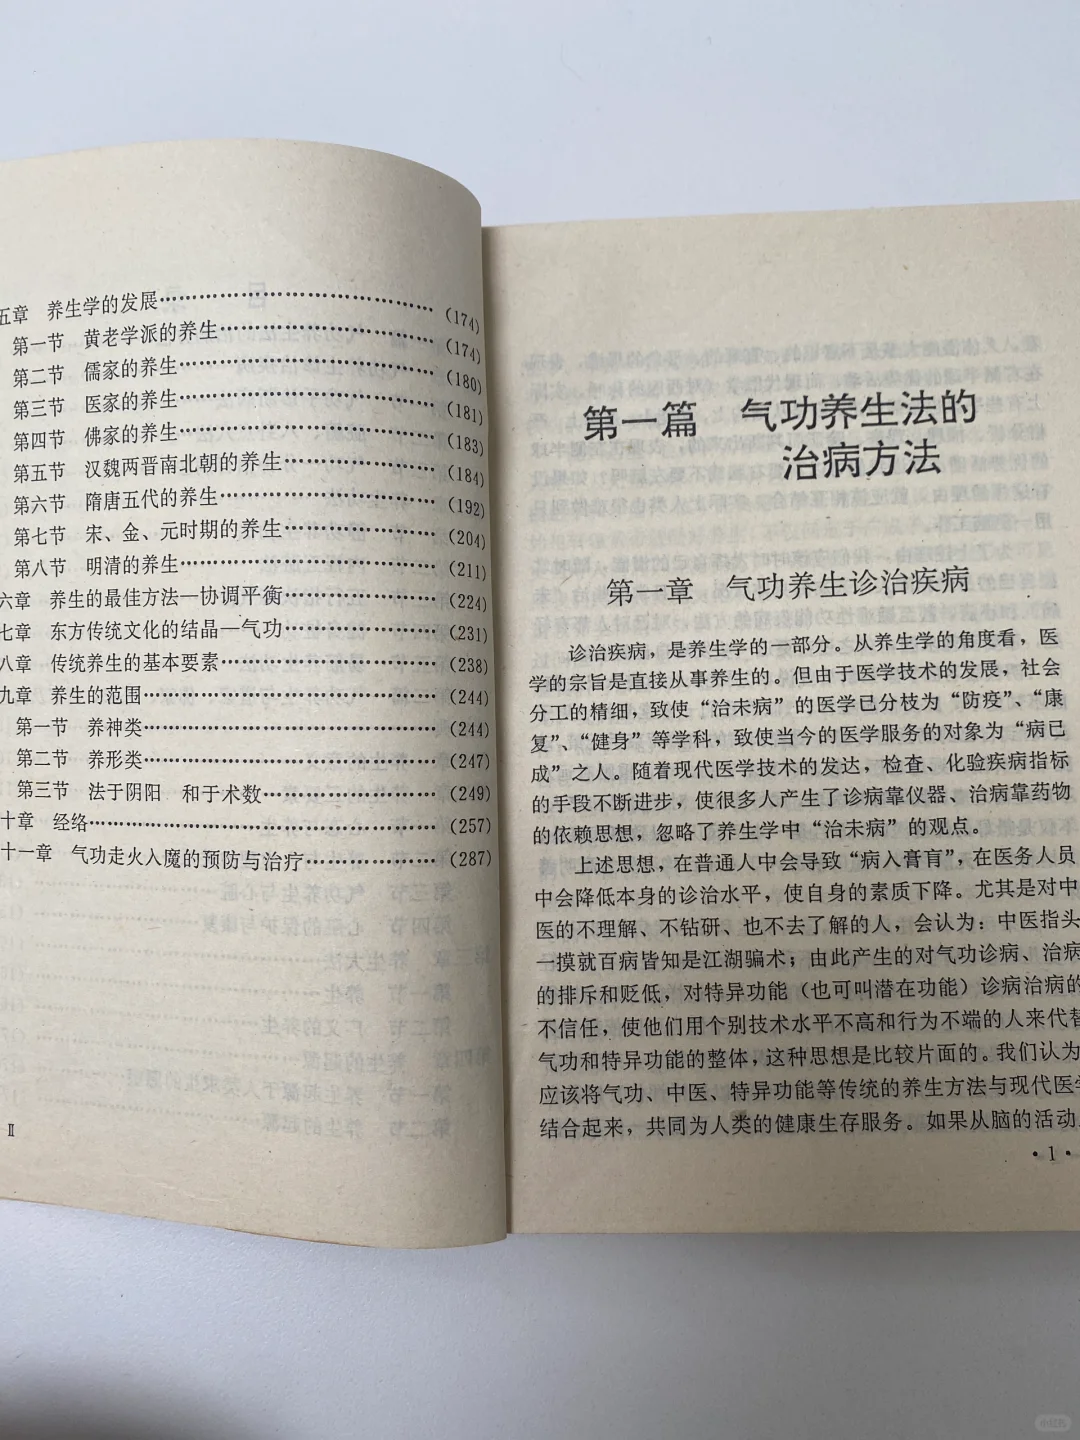 五章 养生学的发展……………………………(174)
第一节 黄老学派的养生……………………(174)
第二节 儒家的养生…………………………(180)
第三节 医家的养生…………………………(181)
第四节 佛家的养生…………………………(183)
第五节 汉魏两晋南北朝的养生……………(184)
第六节 隋唐五代的养生……………………(192)
第七节 宋、金、元时期的养生……………(204)
第八节 明清的养生…………………………(211)
六章 养生的最佳方法—协调平衡……………(224)
七章 东方传统文化的结晶—气功……………(231)
八章 传统养生的基本要素……………………(238)
九章 养生的范围………………………………(244)
第一节 养神类………………………………(244)
第二节 养形类………………………………(247)
第三节 法于阴阳 和于术数………………(249)
十章 经络………………………………………(257)
十一章 气功走火入魔的预防与治疗…………(287)
Ⅱ
第一篇 气功养生法的
治病方法
第一章 气功养生诊治疾病
诊治疾病，是养生学的一部分。从养生学的角度看，医
学的宗旨是直接从事养生的。但由于医学技术的发展，社会
分工的精细，致使“治未病”的医学已分枝为“防疫”、“康
复”、“健身”等学科，致使当今的医学服务的对象为“病已
成”之人。随着现代医学技术的发达，检查、化验疾病指标
的手段不断进步，使很多人产生了诊病靠仪器、治病靠药物
的依赖思想，忽略了养生学中“治未病”的观点。
上述思想，在普通人中会导致“病入膏肓”，在医务人员
中会降低本身的诊治水平，使自身的素质下降。尤其是对中
医的不理解、不钻研、也不去了解的人，会认为：中医指头
一摸就百病皆知是江湖骗术；由此产生的对气功诊病、治病
的排斥和贬低，对特异功能（也可叫潜在功能）诊病治病的
不信任，使他们用个别技术水平不高和行为不端的人来代替
气功和特异功能的整体，这种思想是比较片面的。我们认为
应该将气功、中医、特异功能等传统的养生方法与现代医学
结合起来，共同为人类的健康生存服务。如果从脑的活动
·1·
小红书